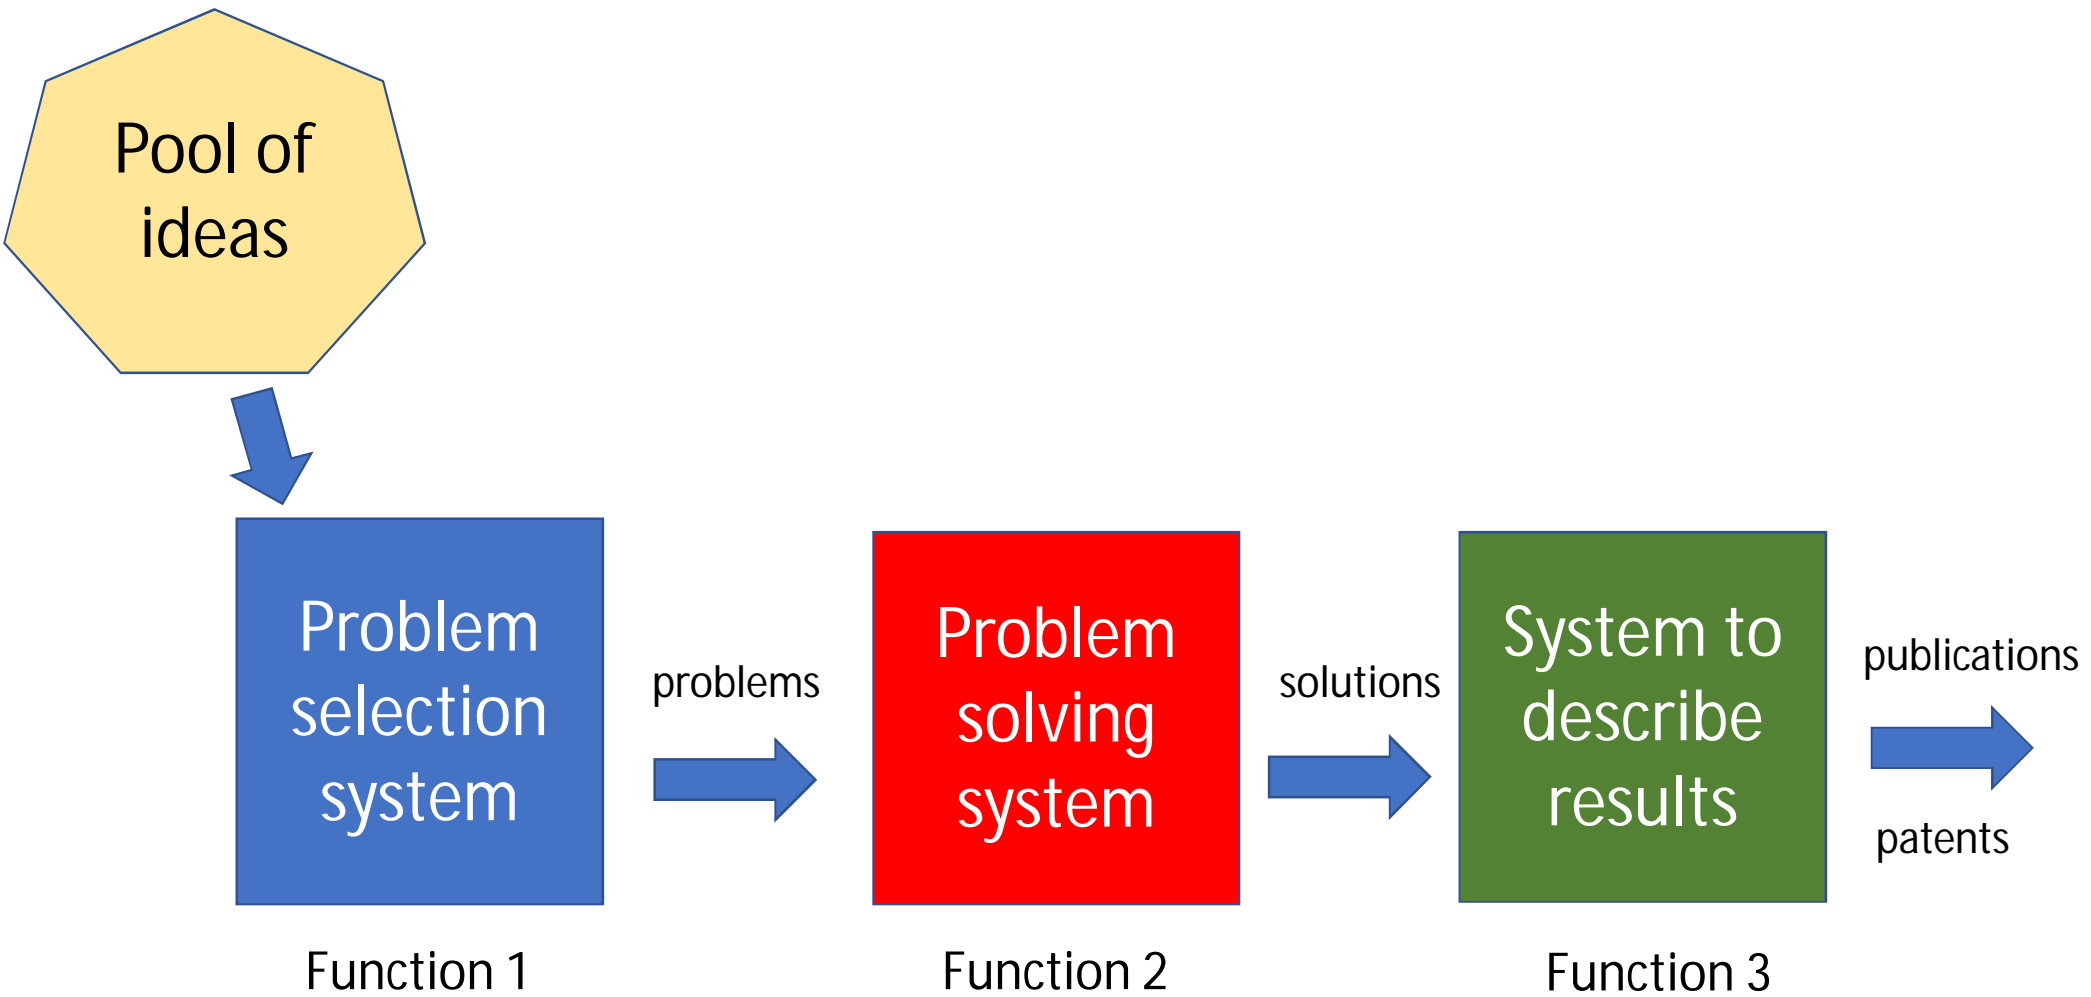 Pool of
ideas
Problem
selection
system
problems
Problem
solving
system
solutions
System to
describe
results
publications
patents
Function 1
Function 2
Function 3